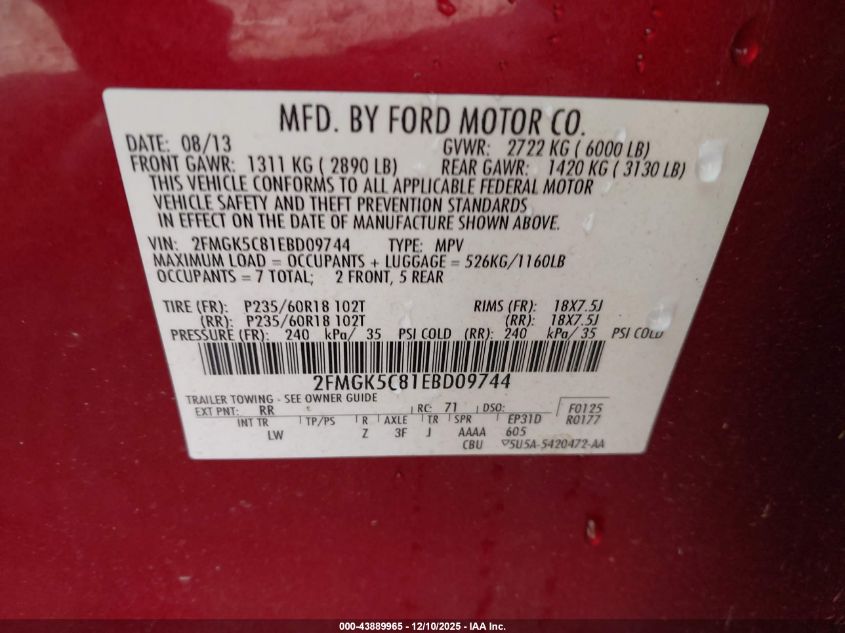 MFD. BY FORD MOTOR CO.
DATE: 08/13 GVWR: 2722 KG ( 6000 LB)
FRONT GAWR: 1311 KG ( 2890 LB) REAR GAWR: 1420 KG ( 3130 LB)
THIS VEHICLE CONFORMS TO ALL APPLICABLE FEDERAL MOTOR
VEHICLE SAFETY AND THEFT PREVENTION STANDARDS
IN EFFECT ON THE DATE OF MANUFACTURE SHOWN ABOVE.
VIN: 2FMGK5C81EBD09744 TYPE: MPV
MAXIMUM LOAD = OCCUPANTS + LUGGAGE = 526KG/1160LB
OCCUPANTS = 7 TOTAL; 2 FRONT, 5 REAR
TIRE (FR): P235/60R18 102T RIMS (FR): 18X7.5J
(RR): P235/60R18 102T (RR): 18X7.5J
PRESSURE (FR): 240 kPa/ 35 PSI COLD (RR): 240 kPa/ 35 PSI COLD
2FMGK5C81EBD09744
TRAILER TOWING - SEE OWNER GUIDE
EXT PNT: RR RC: 71 DSO: F0125
INT TR TP/PS R AXLE TR SPR EP31D R0177
LW Z 3F J AAAA 605
CBU 5U5A-5420472-AA
000-43889965 - 12/10/2025 - IAA Inc.